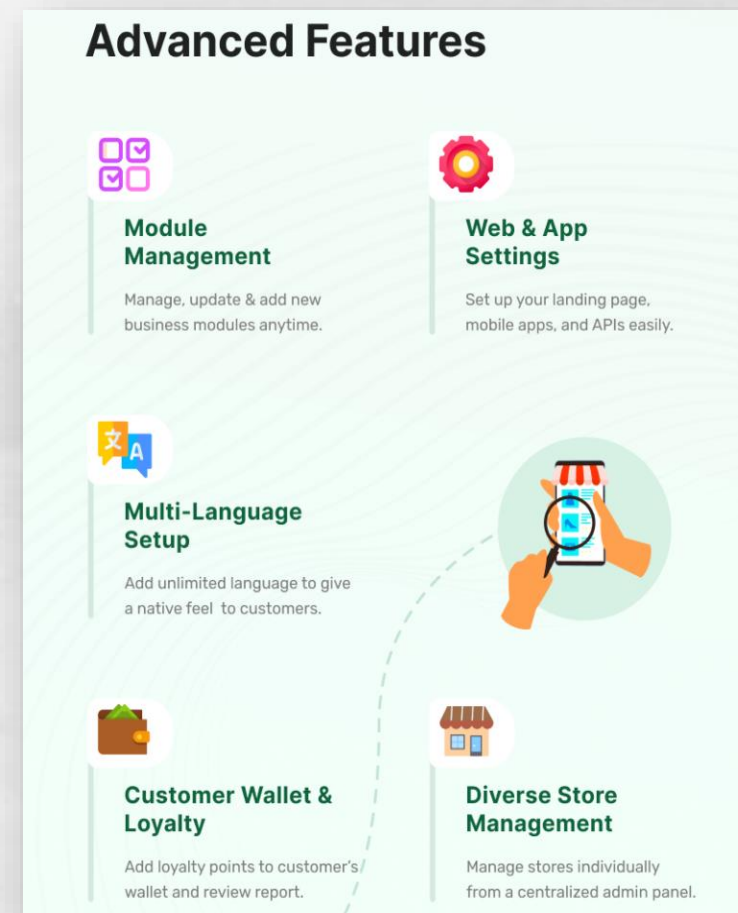 Advanced Features
Module
Management
Manage, update & add new
business modules anytime.
Web & App
Settings
Set up your landing page,
mobile apps, and APIs easily.
文
A
Multi-Language
Setup
Add unlimited language to give
a native feel to customers.
Customer Wallet &
Loyalty
Add loyalty points to customer's
wallet and review report.
Diverse Store
Management
Manage stores individually
from a centralized admin panel.